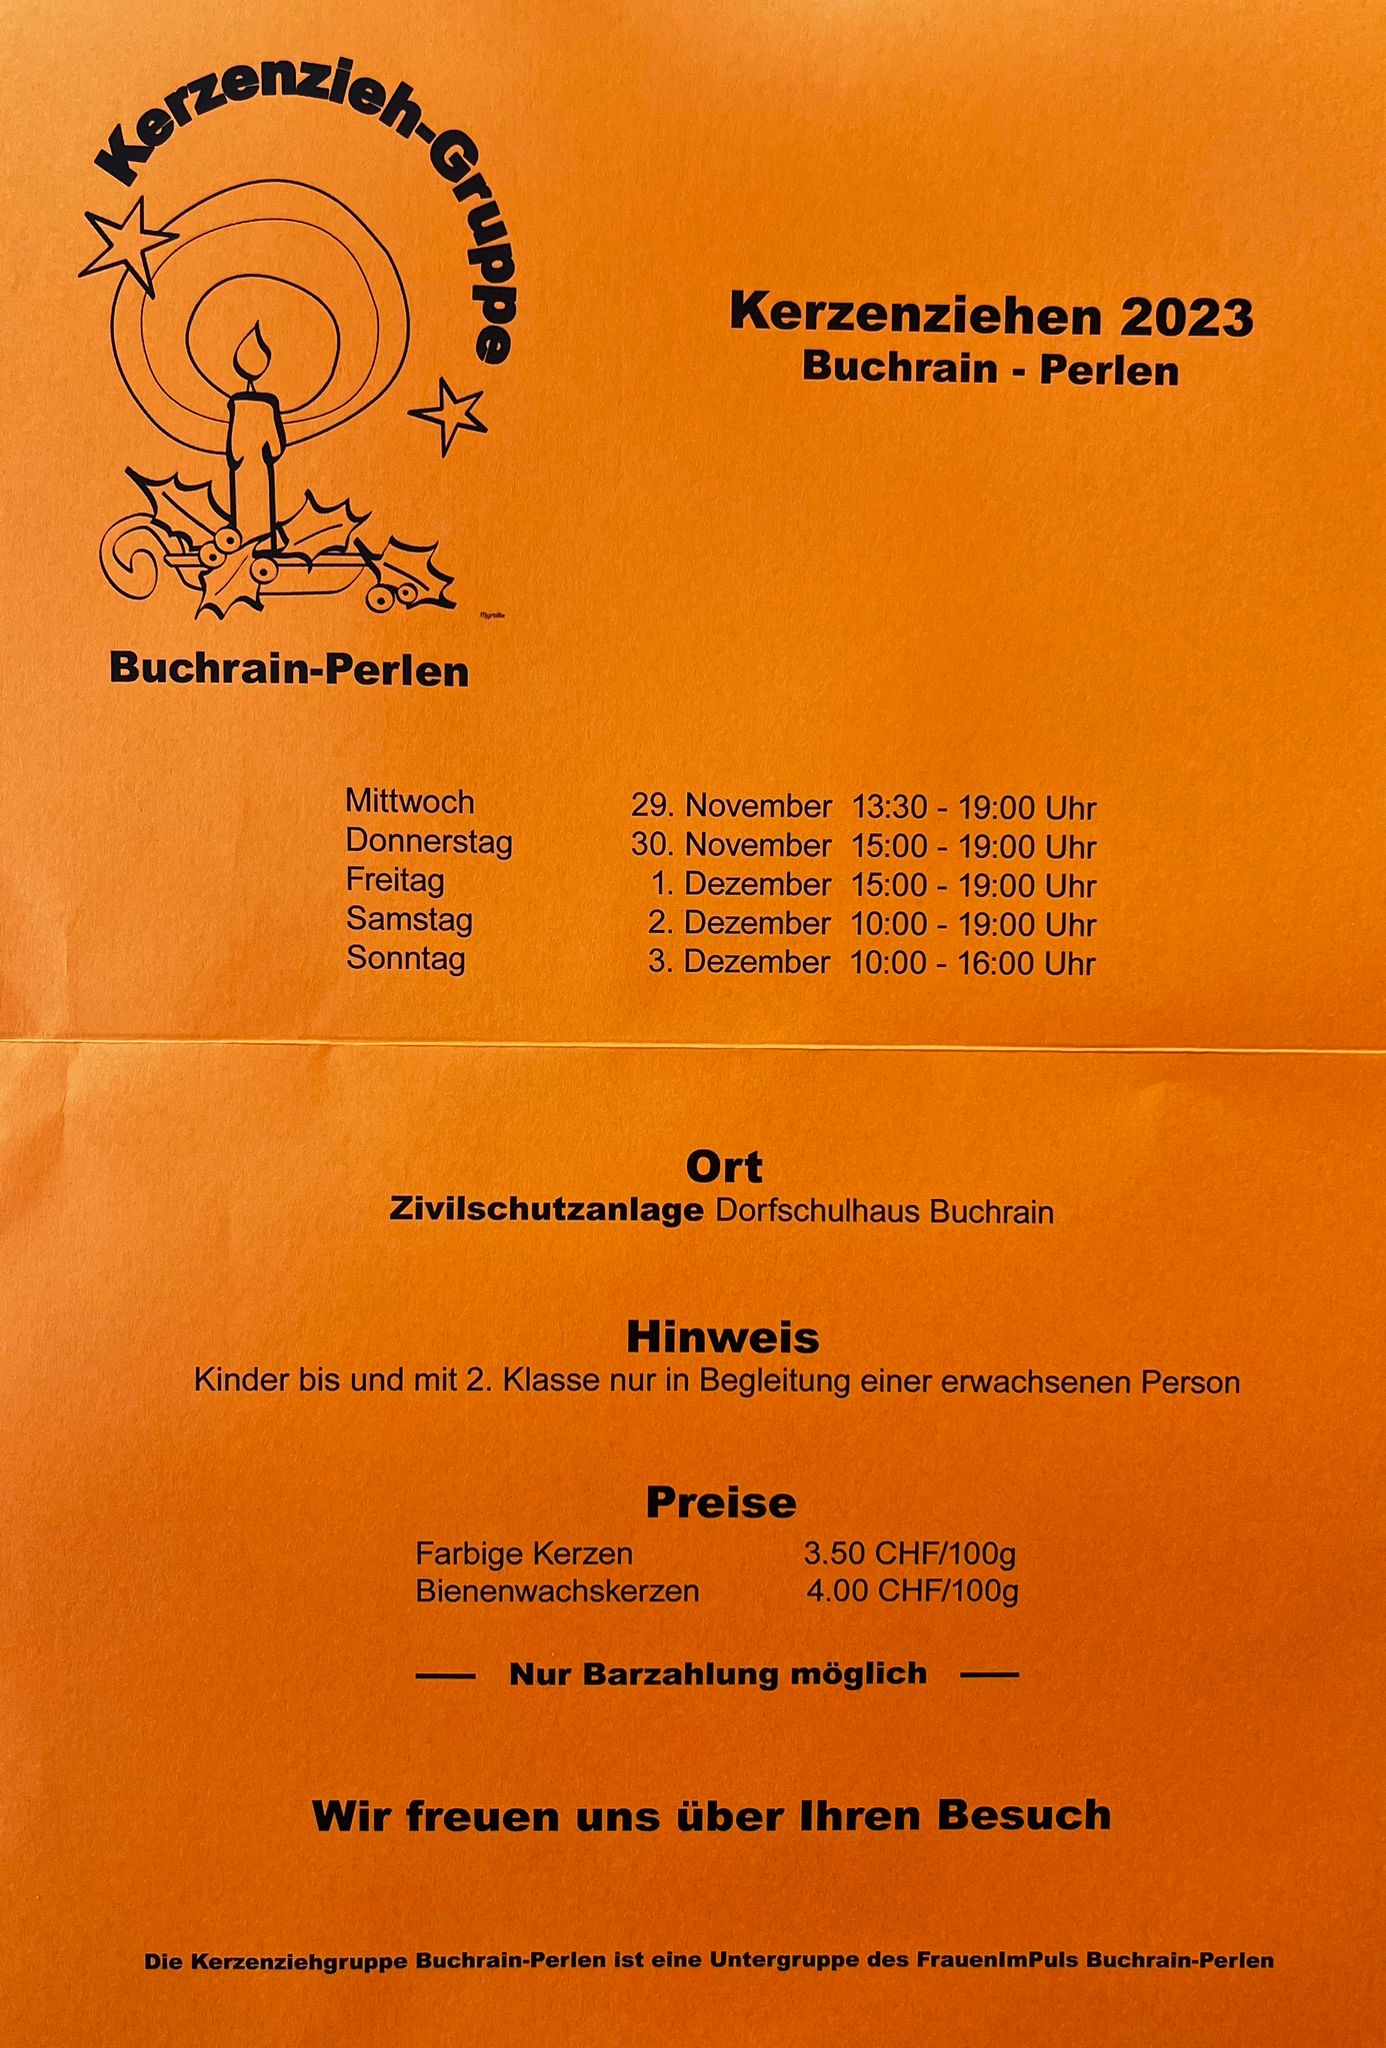 Kerzenzieh-Gruppe
Buchrain-Perlen
Kerzenziehen 2023
Buchrain - Perlen
Mittwoch 29. November 13:30 - 19:00 Uhr
Donnerstag 30. November 15:00 - 19:00 Uhr
Freitag 1. Dezember 15:00 - 19:00 Uhr
Samstag 2. Dezember 10:00 - 19:00 Uhr
Sonntag 3. Dezember 10:00 - 16:00 Uhr
Ort
Zivilschutzanlage Dorfschulhaus Buchrain
Hinweis
Kinder bis und mit 2. Klasse nur in Begleitung einer erwachsenen Person
Preise
Farbige Kerzen 3.50 CHF/100g
Bienenwachskerzen 4.00 CHF/100g
Nur Barzahlung möglich
Wir freuen uns über Ihren Besuch
Die Kerzenziehgruppe Buchrain-Perlen ist eine Untergruppe des FrauenImPuls Buchrain-Perlen